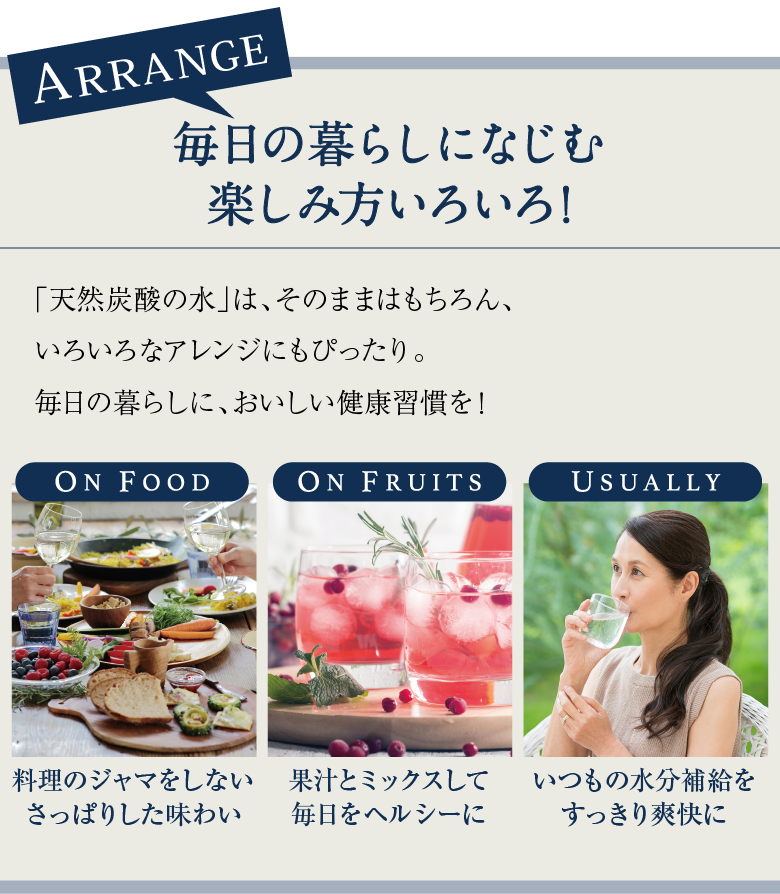 ARRANGE
毎日の暮らしになじむ
楽しみ方いろいろ!
「天然炭酸の水」は、そのままはもちろん、
いろいろなアレンジにもぴったり。
毎日の暮らしに、おいしい健康習慣を!
ON FOOD
ON FRUITS
USUALLY
料理のジャマをしない
さっぱりした味わい
果汁とミックスして
毎日をヘルシーに
いつもの水分補給を
すっきり爽快に